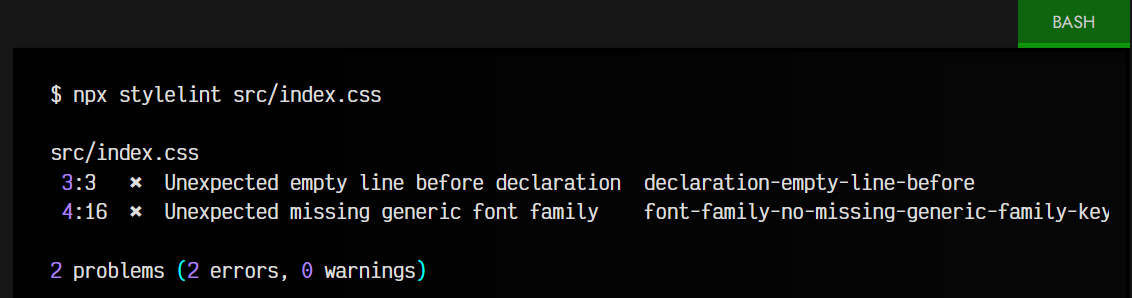 BASH
$ npx stylelint src/index.css
src/index.css
3:3 ✖ Unexpected empty line before declaration declaration-empty-line-before
4:16 ✖ Unexpected missing generic font family font-family-no-missing-generic-family-key
2 problems (2 errors, 0 warnings)